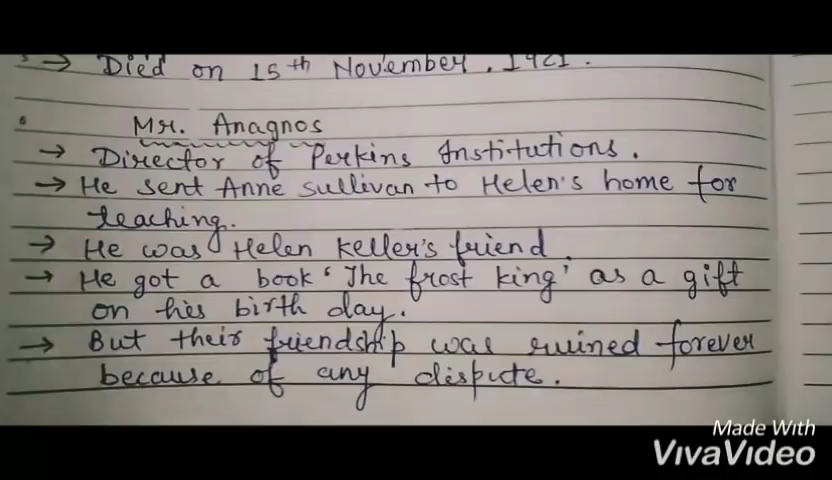 → Died on 15th November, 1921.
Mr. Anagnos
→ Director of Perkins Institutions.
→ He sent Anne Sullivan to Helen's home for
teaching.
→ He was Helen Keller's friend.
→ He got a book 'The frost king' as a gift
on his birth day.
→ But their friendship was ruined forever
because of any dispute.
Made With
VivaVideo